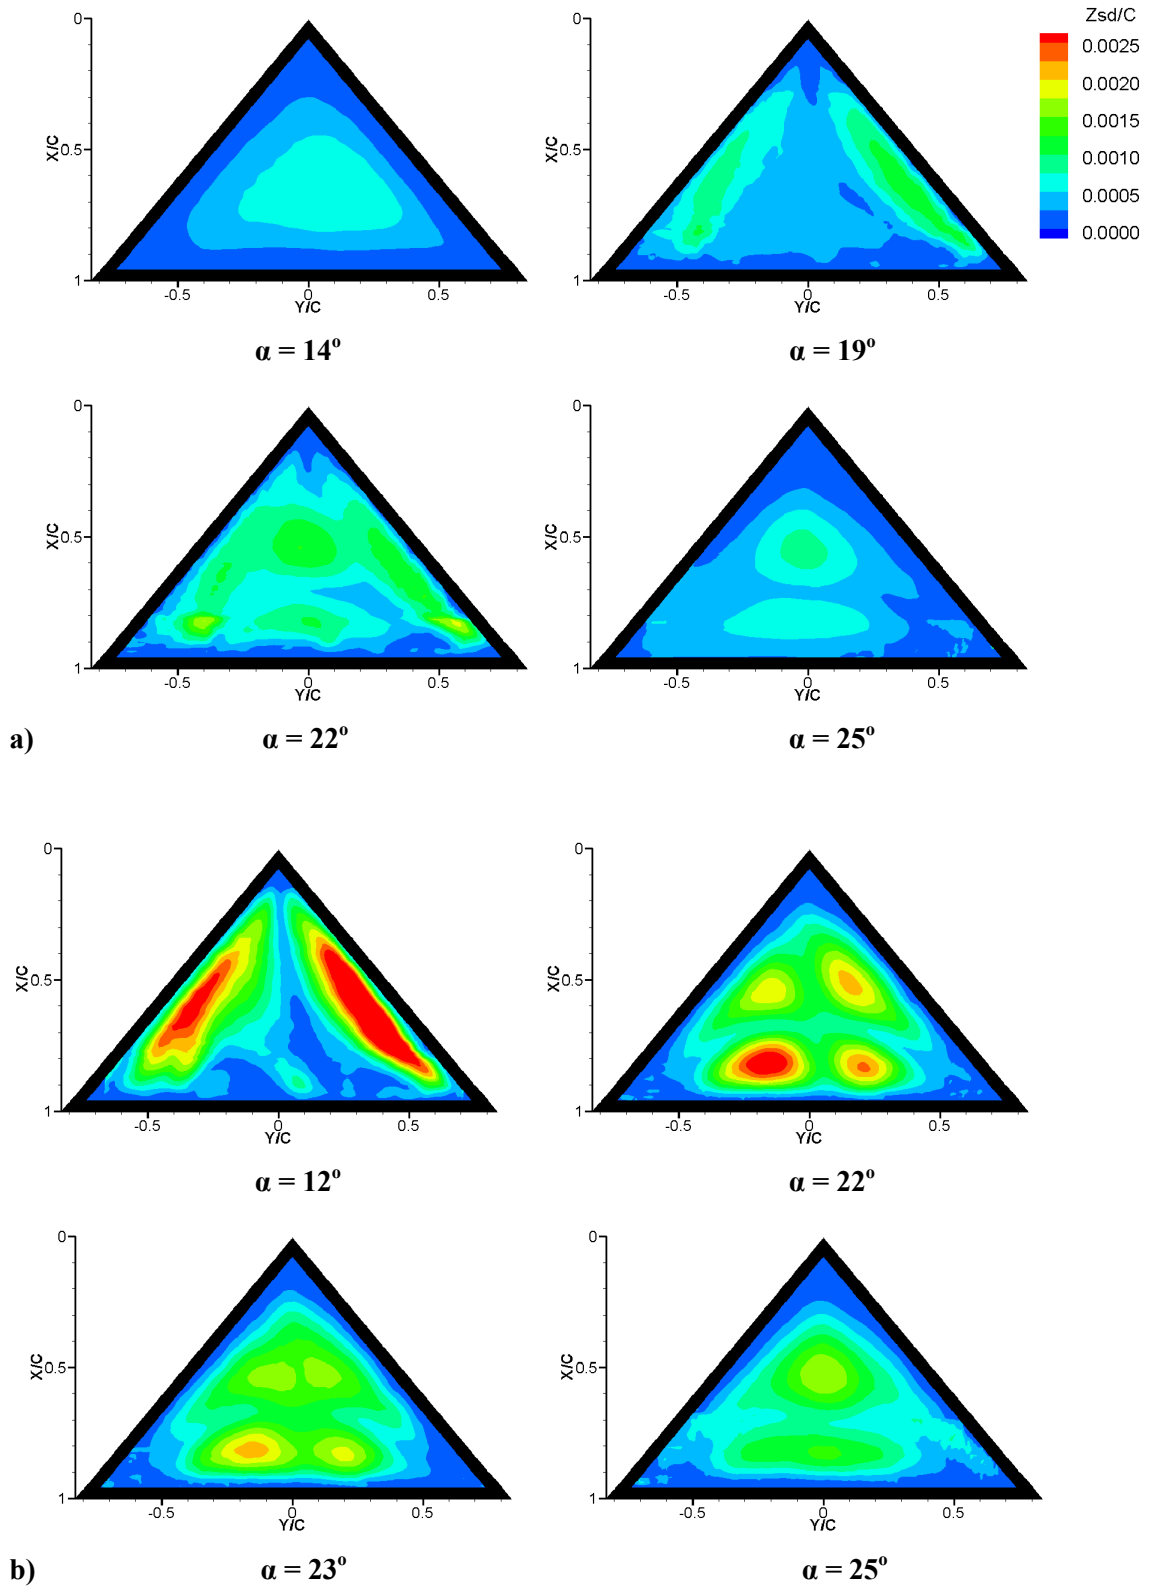 Zsd/C
0.0025
0.0020
0.0015
0.0010
0.0005
0.0000
0
0.5
1
X/C
-0.5 0 0.5
Y/C
α = 14°
0
0.5
1
X/C
-0.5 0 0.5
Y/C
α = 19°
0
0.5
1
X/C
-0.5 0 0.5
Y/C
α = 22°
0
0.5
1
X/C
-0.5 0 0.5
Y/C
α = 25°
a)
0
0.5
1
X/C
-0.5 0 0.5
Y/C
α = 12°
0
0.5
1
X/C
-0.5 0 0.5
Y/C
α = 22°
0
0.5
1
X/C
-0.5 0 0.5
Y/C
α = 23°
0
0.5
1
X/C
-0.5 0 0.5
Y/C
α = 25°
b)